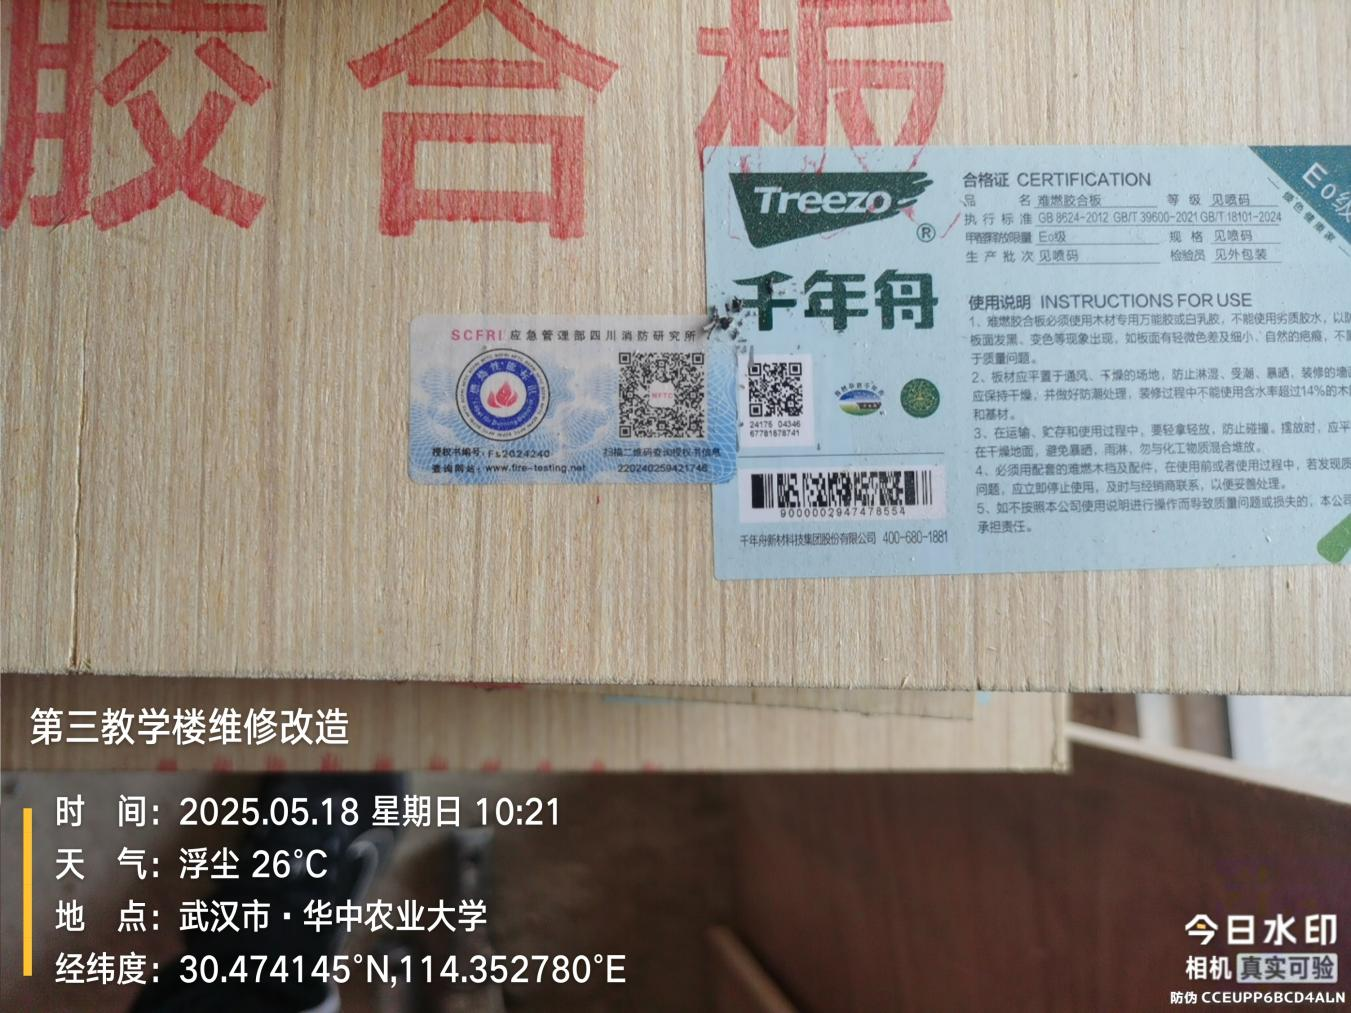 胶合板
Treezo
®
千年舟
合格证 CERTIFICATION
品 名 难燃胶合板 等 级 见喷码
执行标准 GB 8624-2012 GB/T 39600-2021 GB/T 18101-2024
甲醛释放限量 E₀级 规 格 见喷码
生产批次 见喷码 检验员 见外包装
E₀级
绿色健康家
使用说明 INSTRUCTIONS FOR USE
1、难燃胶合板必须使用木材专用万能胶或白乳胶，不能使用劣质胶水，以防
板面发黑、变色等现象出现，如板面有轻微色差及细小、自然的疤痕，不属
于质量问题。
2、板材应平置于通风、干燥的场地，防止淋湿、受潮、暴晒，装修的墙面
应保持干燥，并做好防潮处理，装修过程中不能使用含水率超过14%的木
和基材。
3、在运输、贮存和使用过程中，要轻拿轻放，防止碰撞。摆放时，应平
在干燥地面，避免暴晒，雨淋，勿与化工物质混合堆放。
4、必须用配套的难燃木档及配件，在使用前或者使用过程中，若发现质
问题，应立即停止使用，及时与经销商联系，以便妥善处理。
5、如不按照本公司使用说明进行操作而导致质量问题或损失的，本公司
承担责任。
24176 04346
67781678741
9000002947478554
千年舟新材料科技集团股份有限公司 400-680-1881
SCFRI 应急管理部四川消防研究所
燃烧性能标识
NFTC
授权书编号：Fs2024240
扫描二维码查询授权书信息
查询网站：www.fire-testing.net
220240259421746
第三教学楼维修改造
时 间：2025.05.18 星期日 10:21
天 气：浮尘 26°C
地 点：武汉市·华中农业大学
经纬度：30.474145°N,114.352780°E
今日水印
相机 真实可验
防伪 CCEUPP6BCD4ALN